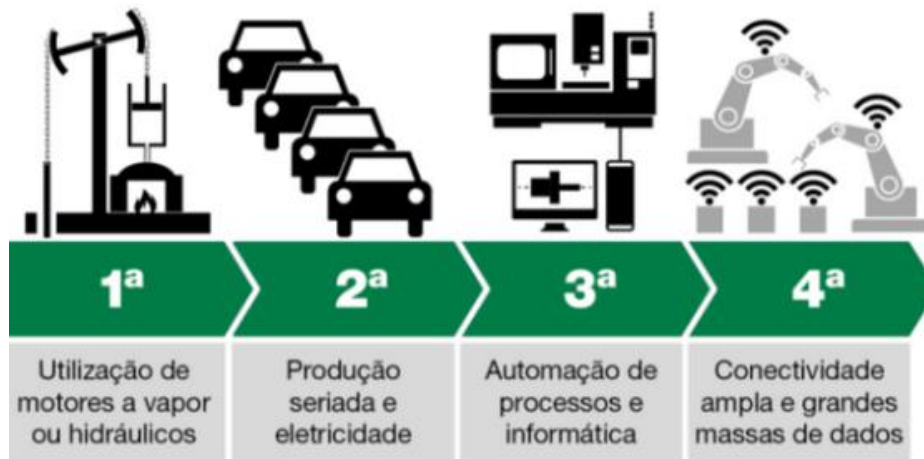 1ª
2ª
3ª
4ª
Utilização de
motores a vapor
ou hidráulicos
Produção
seriada e
eletricidade
Automação de
processos e
informática
Conectividade
ampla e grandes
massas de dados